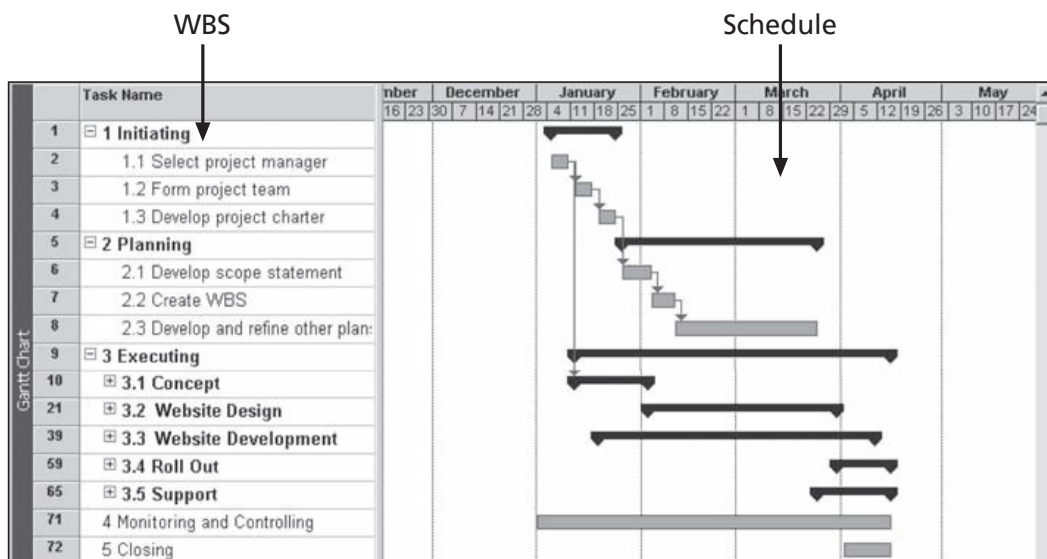 WBS Schedule
Task Name nber December January February March April May
16 23 30 7 14 21 28 4 11 18 25 1 8 15 22 1 8 15 22 29 5 12 19 26 3 10 17 24
1 1 Initiating
2 1.1 Select project manager
3 1.2 Form project team
4 1.3 Develop project charter
5 2 Planning
6 2.1 Develop scope statement
7 2.2 Create WBS
8 2.3 Develop and refine other plan:
9 3 Executing
10 3.1 Concept
21 3.2 Website Design
39 3.3 Website Development
59 3.4 Roll Out
65 3.5 Support
71 4 Monitoring and Controlling
72 5 Closing
Gantt Chart